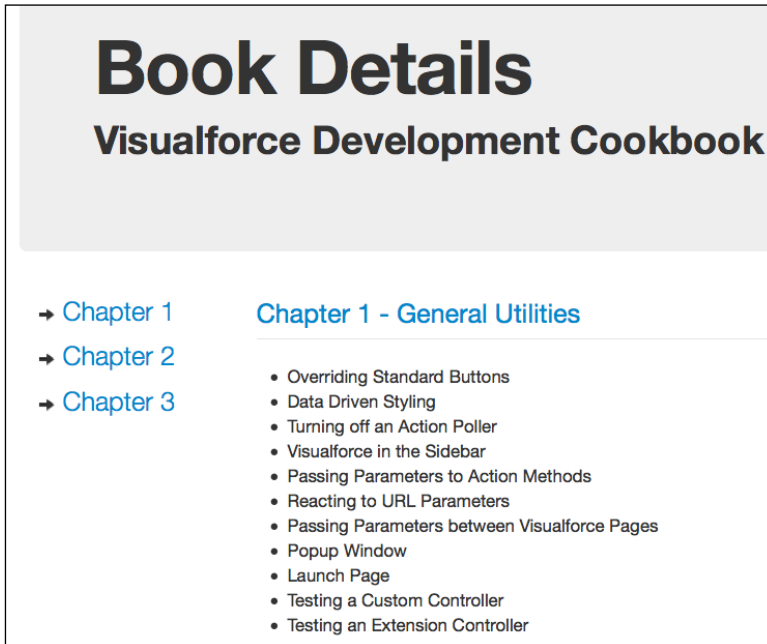 Book Details
Visualforce Development Cookbook
Chapter 1
Chapter 2
Chapter 3
Chapter 1 - General Utilities
Overriding Standard Buttons
Data Driven Styling
Turning off an Action Poller
Visualforce in the Sidebar
Passing Parameters to Action Methods
Reacting to URL Parameters
Passing Parameters between Visualforce Pages
Popup Window
Launch Page
Testing a Custom Controller
Testing an Extension Controller